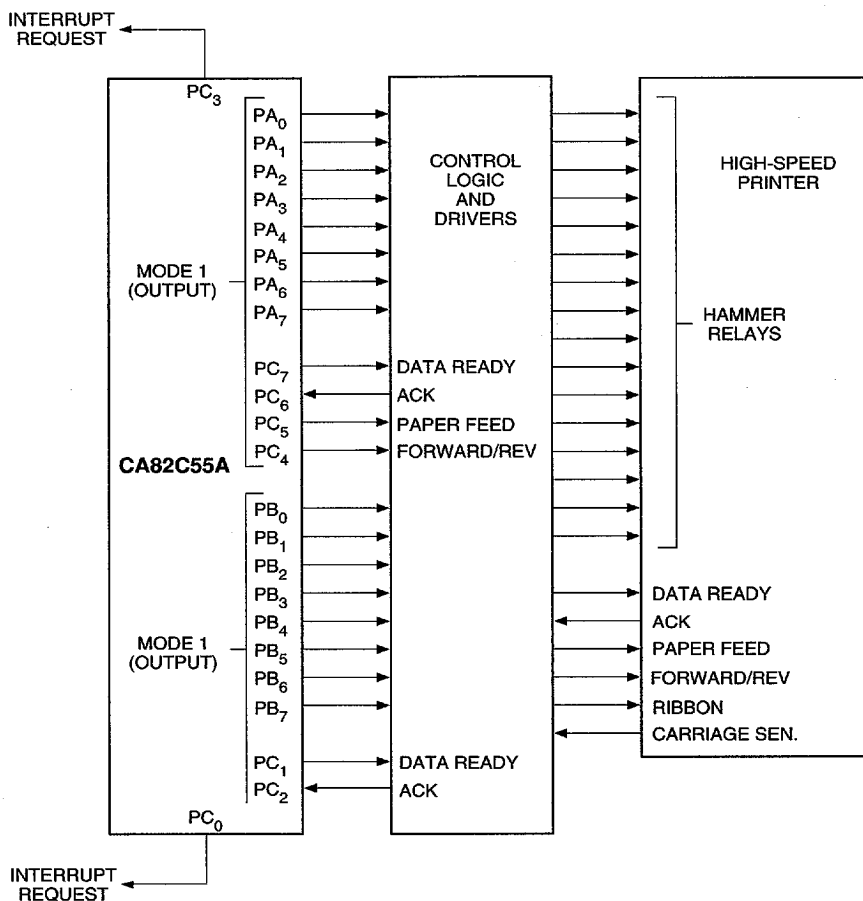 INTERRUPT
REQUEST
PC3
PA0
PA1
PA2
PA3
PA4
PA5
PA6
PA7
MODE 1
(OUTPUT)
PC7
PC6
PC5
PC4
CA82C55A
PB0
PB1
PB2
PB3
PB4
PB5
PB6
PB7
MODE 1
(OUTPUT)
PC1
PC2
PC0
INTERRUPT
REQUEST
CONTROL
LOGIC
AND
DRIVERS
DATA READY
ACK
PAPER FEED
FORWARD/REV
DATA READY
ACK
HIGH-SPEED
PRINTER
HAMMER
RELAYS
DATA READY
ACK
PAPER FEED
FORWARD/REV
RIBBON
CARRIAGE SEN.